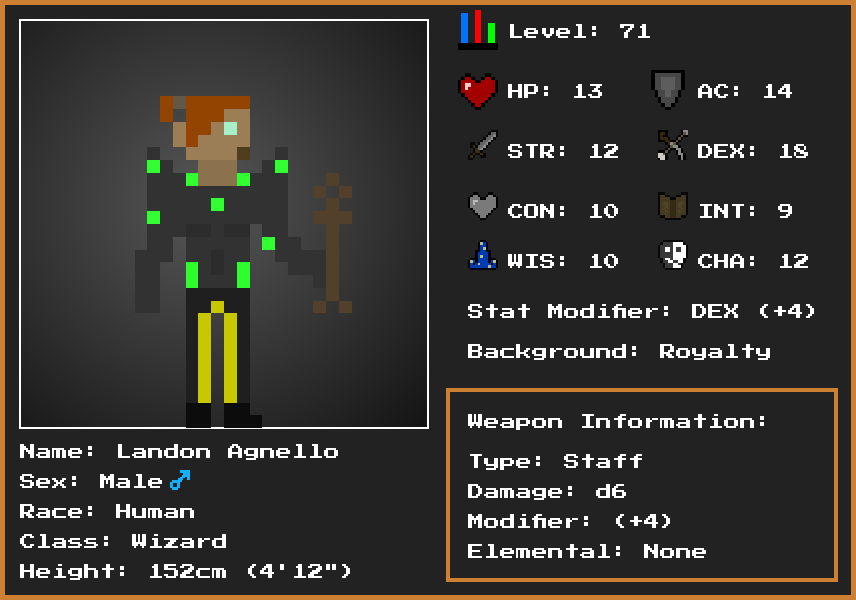 Level: 71
HP: 13
AC: 14
STR: 12
DEX: 18
CON: 10
INT: 9
WIS: 10
CHA: 12
Stat Modifier: DEX (+4)
Background: Royalty
Weapon Information:
Type: Staff
Damage: d6
Modifier: (+4)
Elemental: None
Name: Landon Agnello
Sex: Male♂
Race: Human
Class: Wizard
Height: 152cm (4'12")